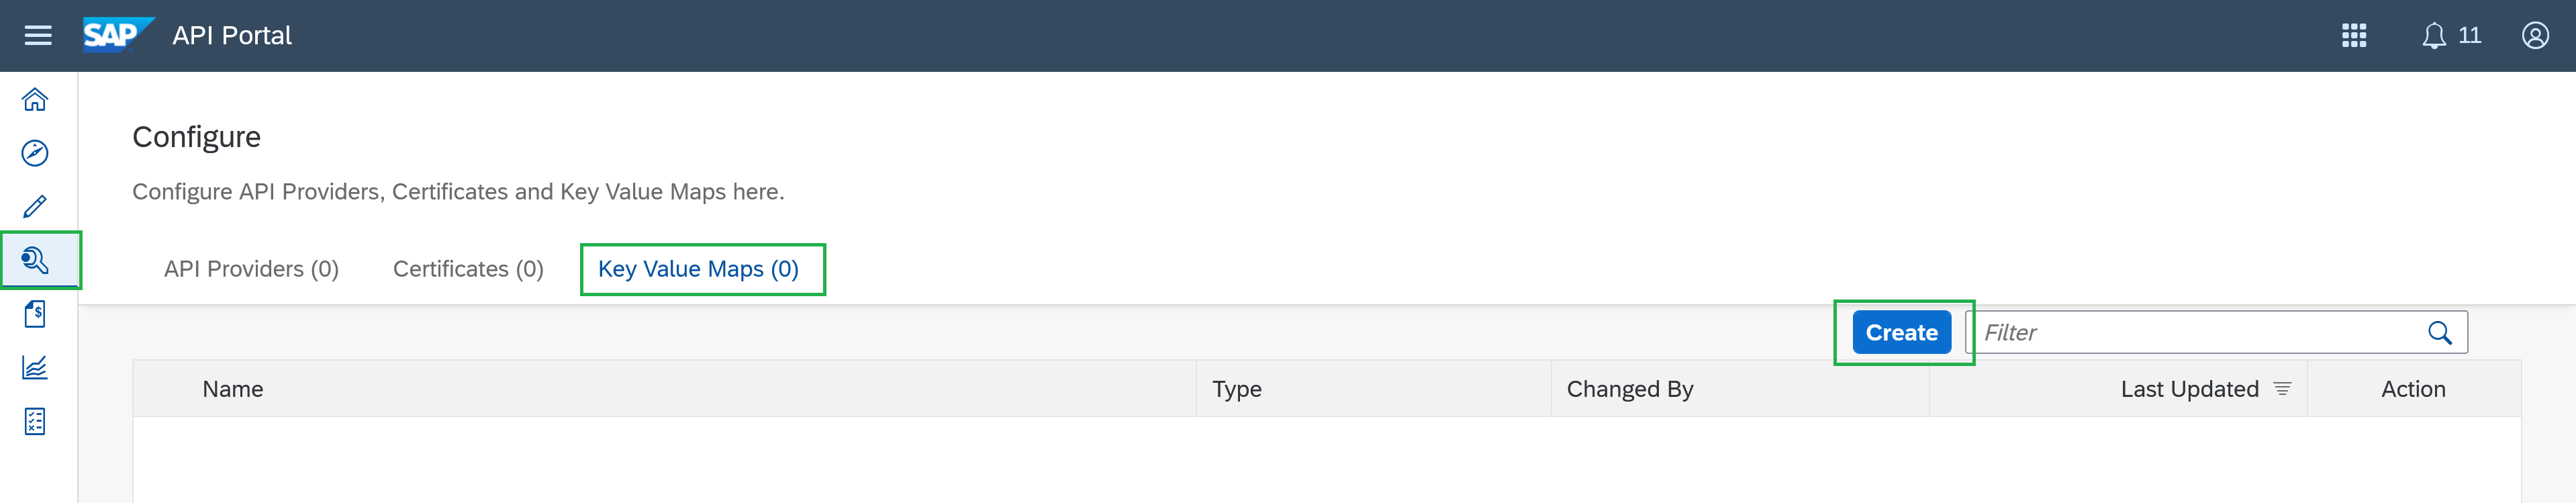 SAP API Portal 11
Configure
Configure API Providers, Certificates and Key Value Maps here.
API Providers (0) Certificates (0) Key Value Maps (0)
Create Filter
Name Type Changed By Last Updated Action